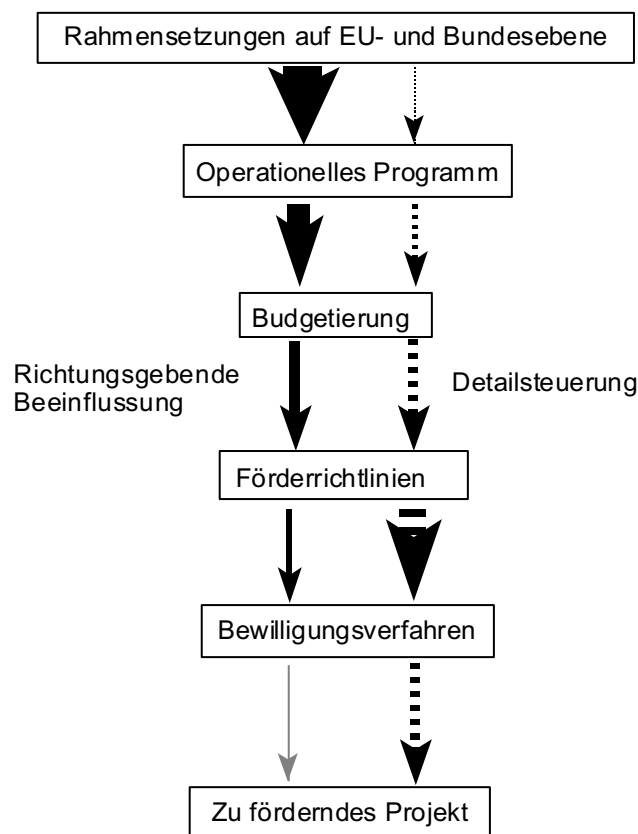 Rahmensetzungen auf EU- und Bundesebene
Operationelles Programm
Budgetierung
Richtungsgebende
Beeinflussung
Detailsteuerung
Förderrichtlinien
Bewilligungsverfahren
Zu förderndes Projekt